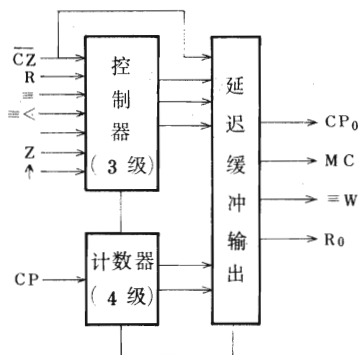 C̅Z̅
R
≡
≡<
Z
↑
CP
控制器
(3级)
计数器
(4级)
延迟缓冲输出
CP₀
MC
≡W
R₀